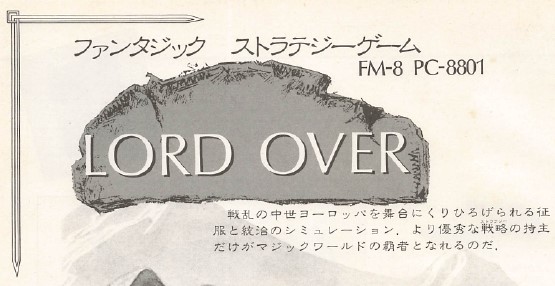 ファンタジック ストラテジーゲーム
FM-8 PC-8801
LORD OVER
戦乱の中世ヨーロッパを舞台にくりひろげられる征
服と統治のシミュレーション。より優秀な戦略の持主
だけがマジックワールドの覇者となれるのだ。